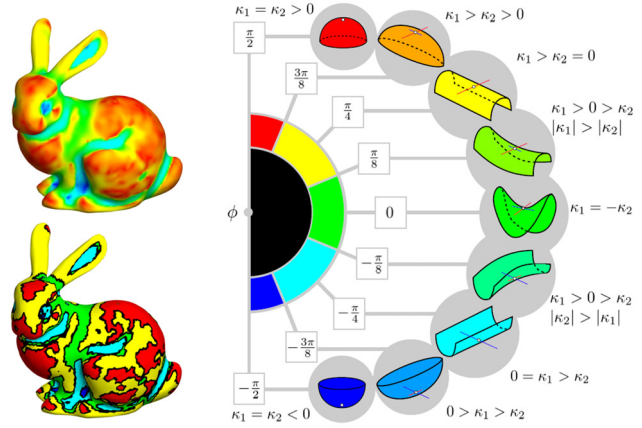 κ₁ = κ₂ > 0
κ₁ > κ₂ > 0
π/2
κ₁ > κ₂ = 0
3π/8
π/4
κ₁ > 0 > κ₂
|κ₁| > |κ₂|
π/8
ϕ
0
κ₁ = −κ₂
−π/8
κ₁ > 0 > κ₂
|κ₂| > |κ₁|
−π/4
−3π/8
0 = κ₁ > κ₂
−π/2
κ₁ = κ₂ < 0
0 > κ₁ > κ₂